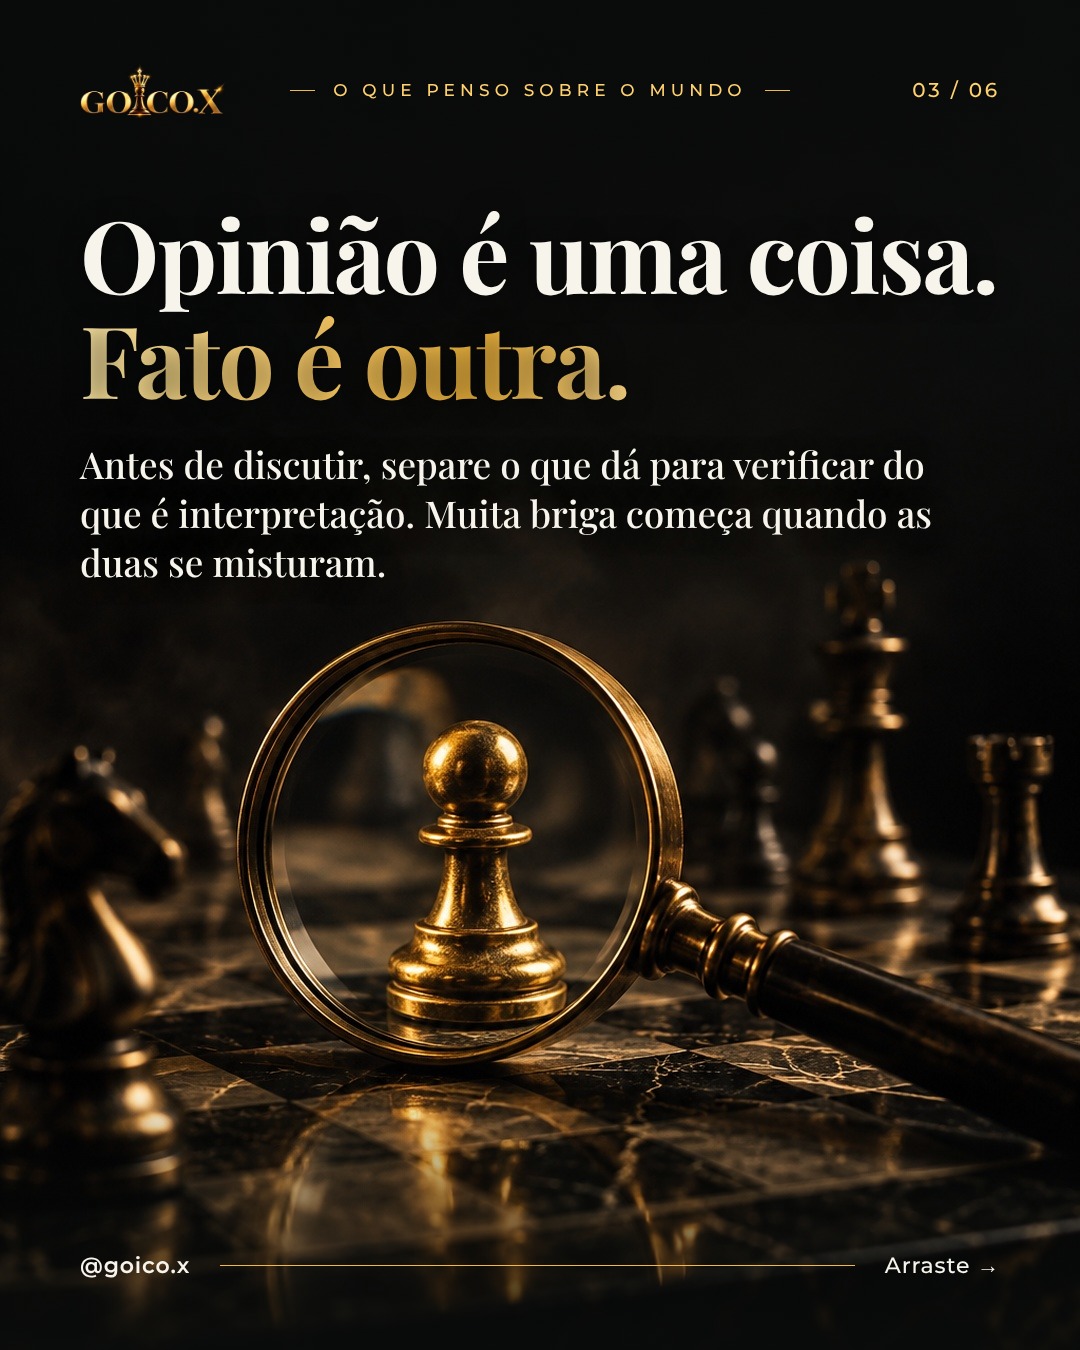 GOICO.X
— O QUE PENSO SOBRE O MUNDO —
03 / 06
Opinião é uma coisa.
Fato é outra.
Antes de discutir, separe o que dá para verificar do
que é interpretação. Muita briga começa quando as
duas se misturam.
@goico.x
Arraste →